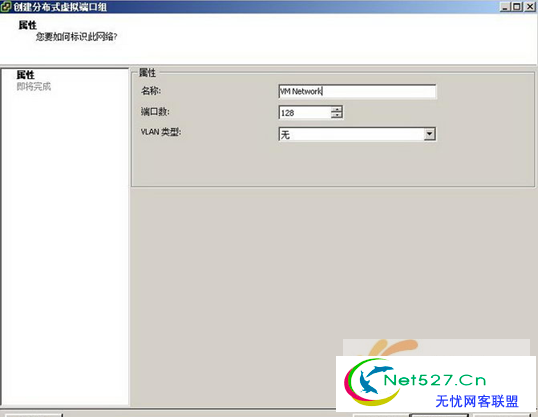 创建分布式虚拟端口组
属性
您要如何标识此网络?
属性
即将完成
属性
名称:
VM Network
端口数:
128
VLAN 类型:
无
Net527.Cn
无忧网客联盟